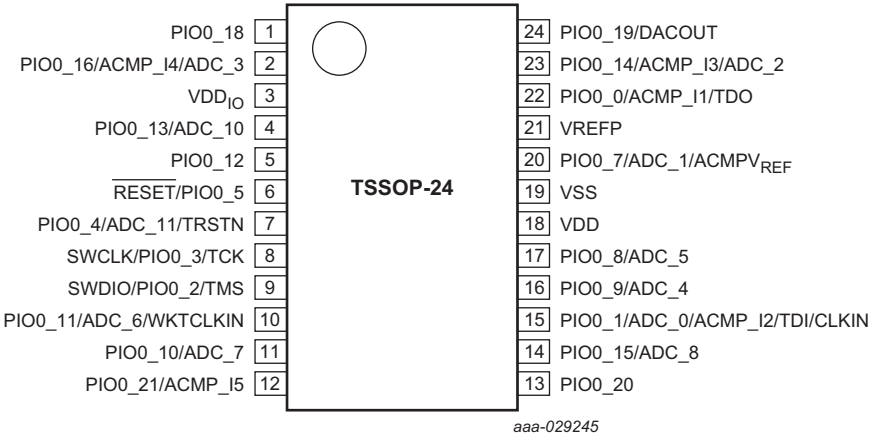 PIO0_18 1
PIO0_16/ACMP_I4/ADC_3 2
VDDIO 3
PIO0_13/ADC_10 4
PIO0_12 5
RESET/PIO0_5 6
PIO0_4/ADC_11/TRSTN 7
SWCLK/PIO0_3/TCK 8
SWDIO/PIO0_2/TMS 9
PIO0_11/ADC_6/WKTCLKIN 10
PIO0_10/ADC_7 11
PIO0_21/ACMP_I5 12
TSSOP-24
24 PIO0_19/DACOUT
23 PIO0_14/ACMP_I3/ADC_2
22 PIO0_0/ACMP_I1/TDO
21 VREFP
20 PIO0_7/ADC_1/ACMPVREF
19 VSS
18 VDD
17 PIO0_8/ADC_5
16 PIO0_9/ADC_4
15 PIO0_1/ADC_0/ACMP_I2/TDI/CLKIN
14 PIO0_15/ADC_8
13 PIO0_20
aaa-029245